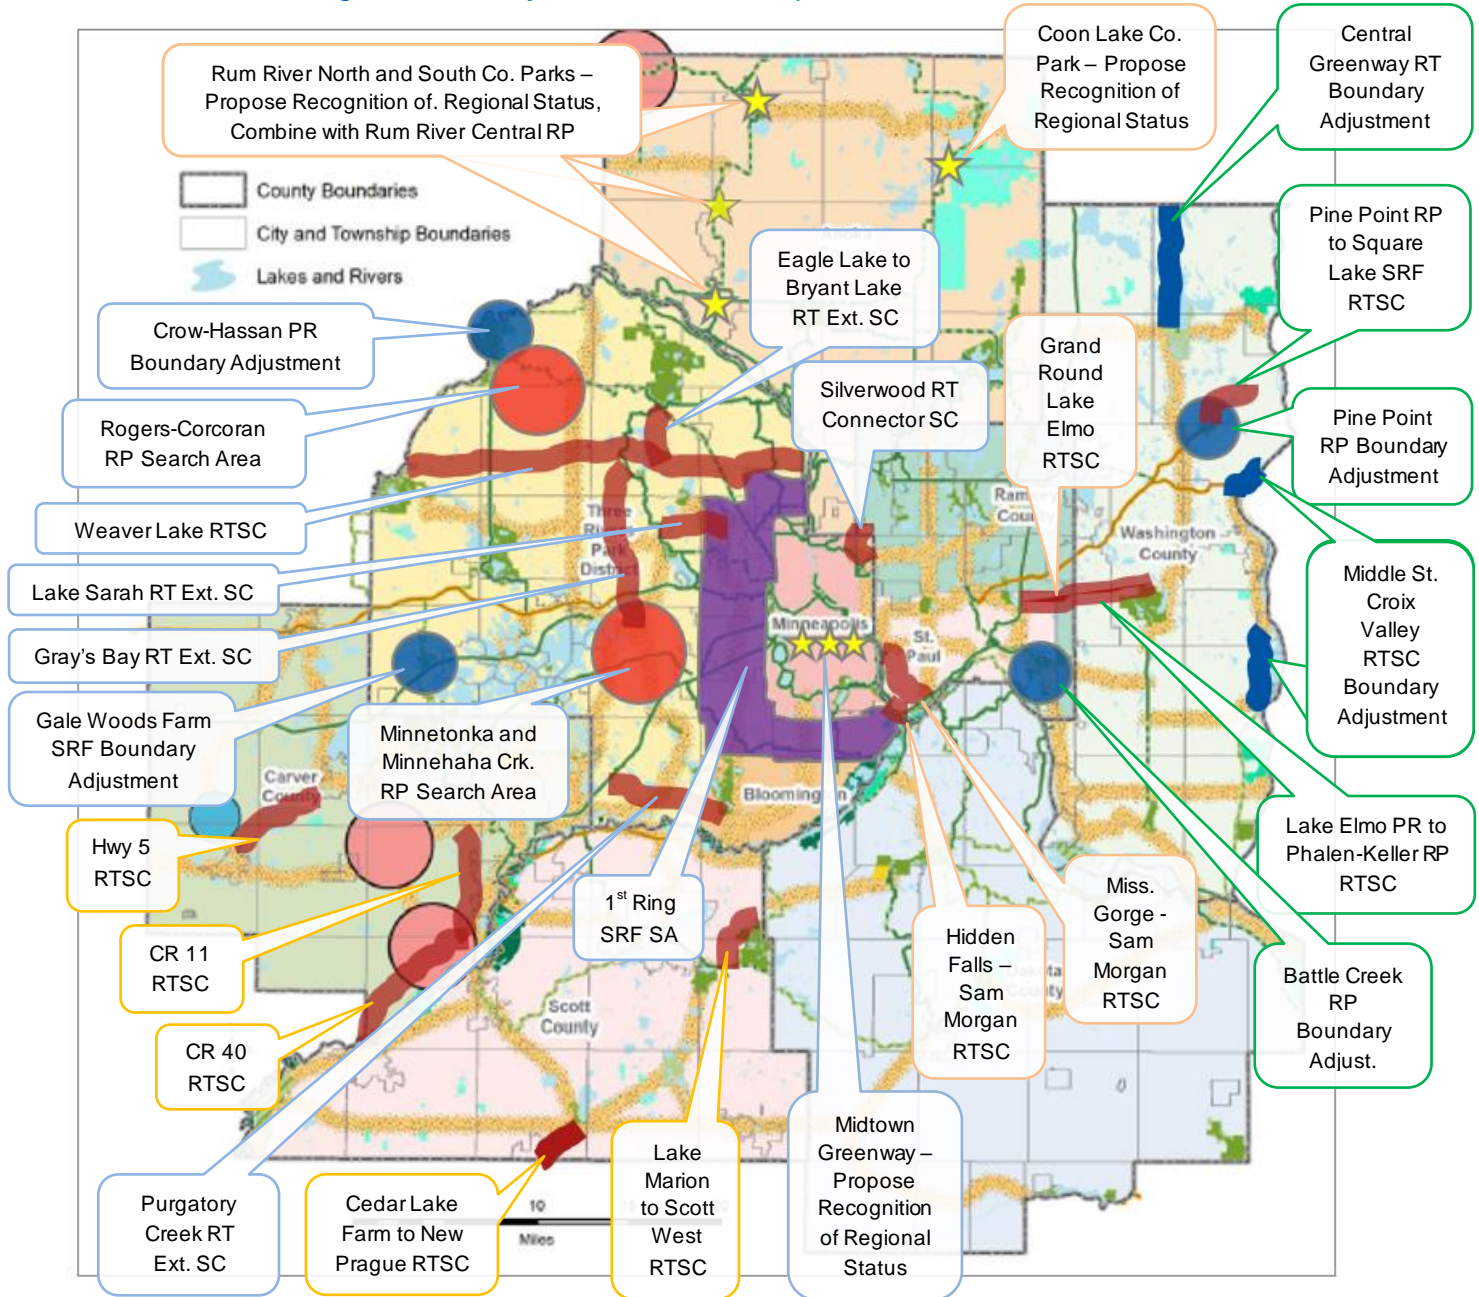 Rum River North and South Co. Parks –
Propose Recognition of. Regional Status,
Combine with Rum River Central RP
Coon Lake Co.
Park – Propose
Recognition of
Regional Status
Central
Greenway RT
Boundary
Adjustment
County Boundaries
City and Township Boundaries
Lakes and Rivers
Pine Point RP
to Square
Lake SRF
RTSC
Eagle Lake to
Bryant Lake
RT Ext. SC
Crow-Hassan PR
Boundary Adjustment
Grand
Round
Lake
Elmo
RTSC
Silverwood RT
Connector SC
Rogers-Corcoran
RP Search Area
Pine Point
RP Boundary
Adjustment
Weaver Lake RTSC
Three
Rivers
Park
District
Ramsey
County
Washington
County
Lake Sarah RT Ext. SC
Middle St.
Croix
Valley
RTSC
Boundary
Adjustment
Gray's Bay RT Ext. SC
Minneapolis
St.
Paul
Gale Woods Farm
SRF Boundary
Adjustment
Minnetonka and
Minnehaha Crk.
RP Search Area
Carver
County
Bloomington
Hwy 5
RTSC
Lake Elmo PR to
Phalen-Keller RP
RTSC
1st Ring
SRF SA
Miss.
Gorge -
Sam
Morgan
RTSC
Hidden
Falls –
Sam
Morgan
RTSC
CR 11
RTSC
Dakota
County
Battle Creek
RP
Boundary
Adjust.
Scott
County
CR 40
RTSC
Midtown
Greenway –
Propose
Recognition
of Regional
Status
Lake
Marion
to Scott
West
RTSC
Purgatory
Creek RT
Ext. SC
Cedar Lake
Farm to New
Prague RTSC
10
Miles